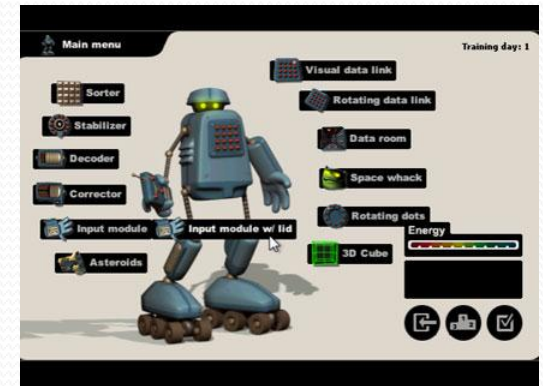 Main menu
Training day: 1
Sorter
Stabilizer
Decoder
Corrector
Input module
Input module w/ lid
Asteroids
Visual data link
Rotating data link
Data room
Space whack
Rotating dots
3D Cube
Energy